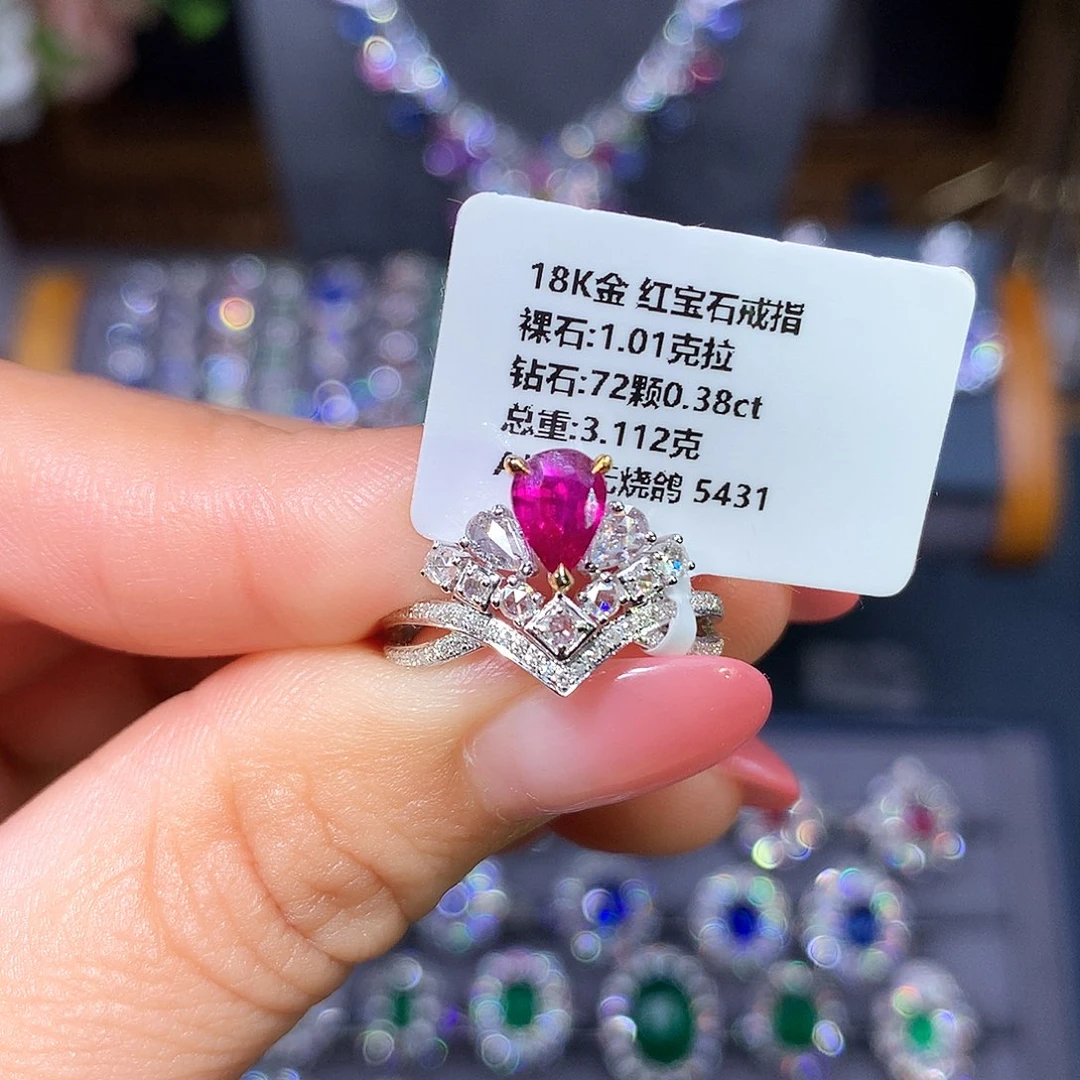 18K金 红宝石戒指
裸石:1.01克拉
钻石:72颗0.38ct
总重:3.112克
烧鸽 5431